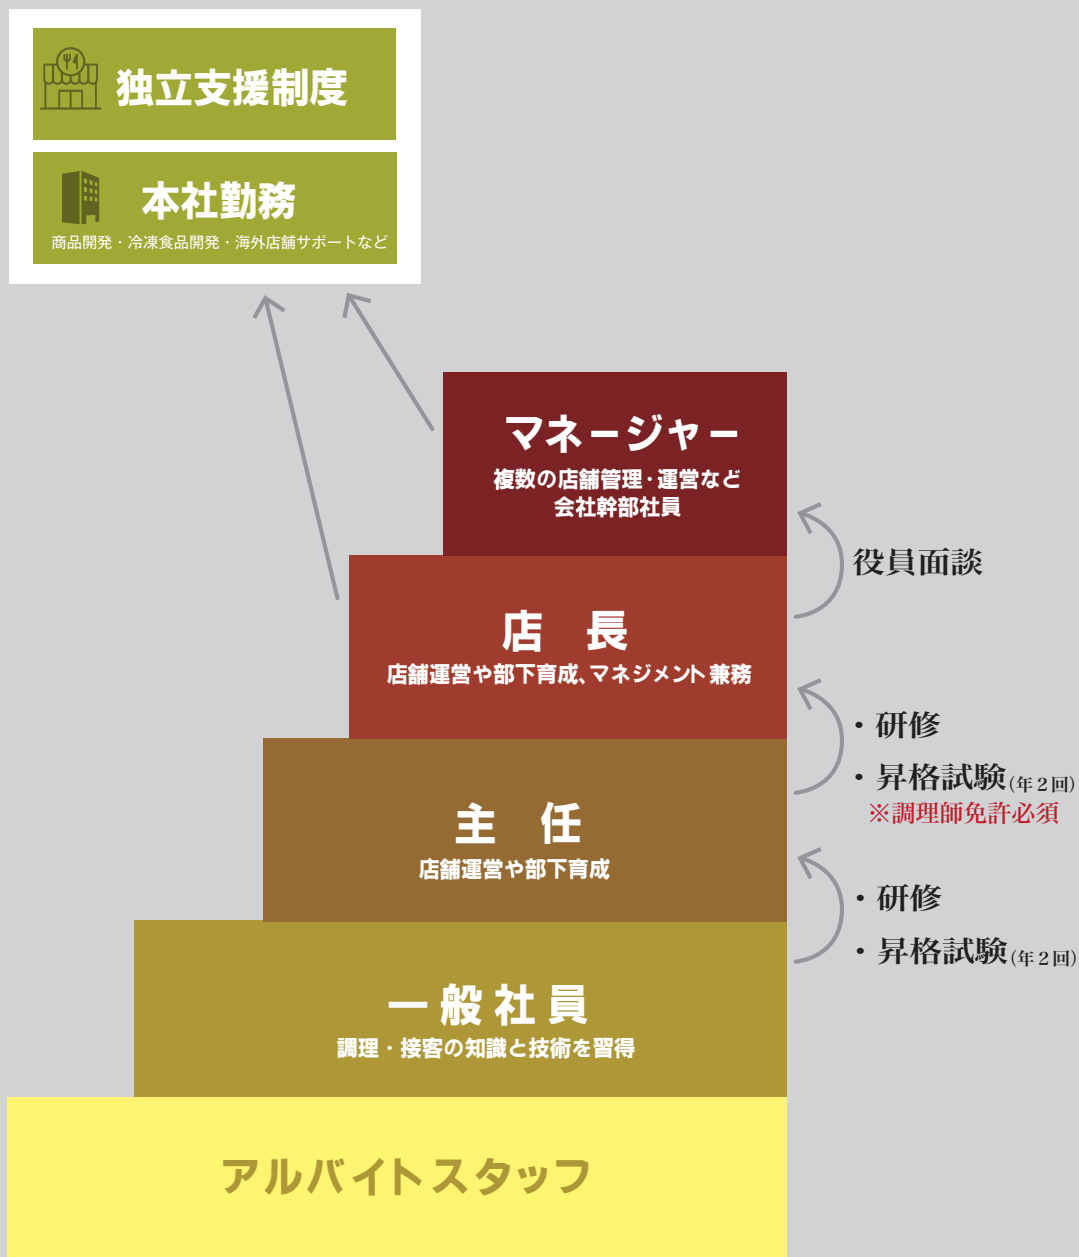 独立支援制度
本社勤務
商品開発・冷凍食品開発・海外店舗サポートなど
マネージャー
複数の店舗管理・運営など
会社幹部社員
役員面談
店 長
店舗運営や部下育成、マネジメント兼務
・研修
・昇格試験(年2回)
※調理師免許必須
主 任
店舗運営や部下育成
・研修
・昇格試験(年2回)
一般社員
調理・接客の知識と技術を習得
アルバイトスタッフ